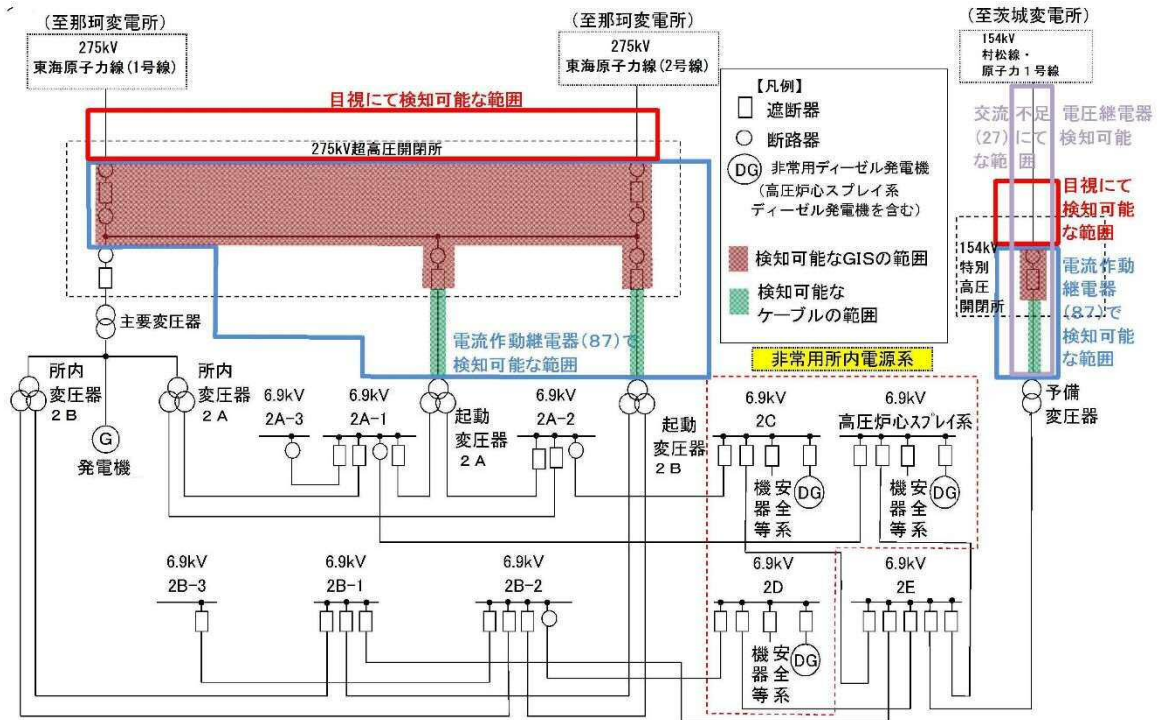 (至那珂変電所)
275kV
東海原子力線(1号線)
(至那珂変電所)
275kV
東海原子力線(2号線)
(至茨城変電所)
154kV
村松線・
原子力1号線
目視にて検知可能な範囲
275kV超高圧開閉所
【凡例】
遮断器
断路器
DG
非常用ディーゼル発電機
(高圧炉心スプレイ系
ディーゼル発電機を含む)
検知可能なGISの範囲
検知可能な
ケーブルの範囲
交流不足電圧継電器
(27)にて検知可能
な範囲
目視にて
検知可能
な範囲
154kV
特別
高圧
開閉所
電流作動
継電器
(87)で
検知可能
な範囲
主要変圧器
電流作動継電器(87)で
検知可能な範囲
非常用所内電源系
所内
変圧器
2B
所内
変圧器
2A
G
発電機
6.9kV
2A-3
6.9kV
2A-1
起動
変圧器
2A
6.9kV
2A-2
起動
変圧器
2B
6.9kV
2C
安全系
機器等
DG
6.9kV
高圧炉心スプレイ系
安全系
機器等
DG
予備
変圧器
6.9kV
2B-3
6.9kV
2B-1
6.9kV
2B-2
6.9kV
2D
安全系
機器等
DG
6.9kV
2E